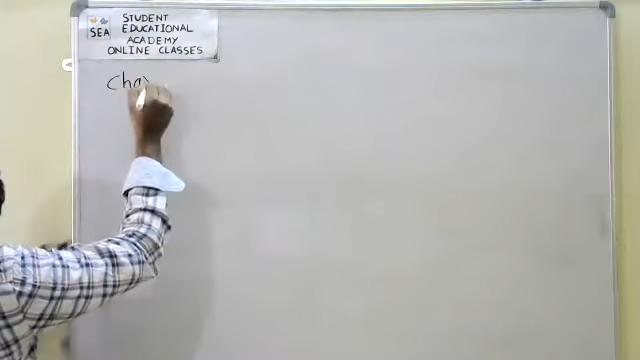 SEA
STUDENT
EDUCATIONAL
ACADEMY
ONLINE CLASSES